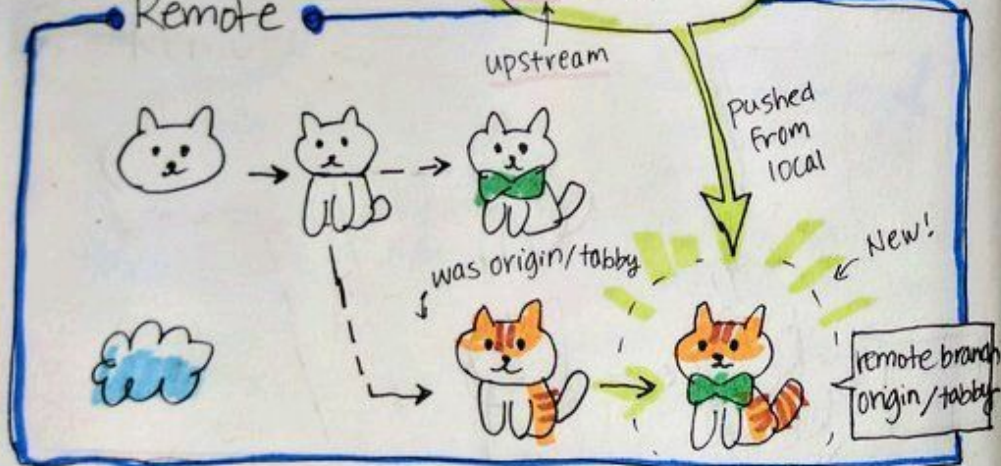 Remote
upstream
pushed
from
local
was origin/tabby
New!
remote branch
origin/tabby